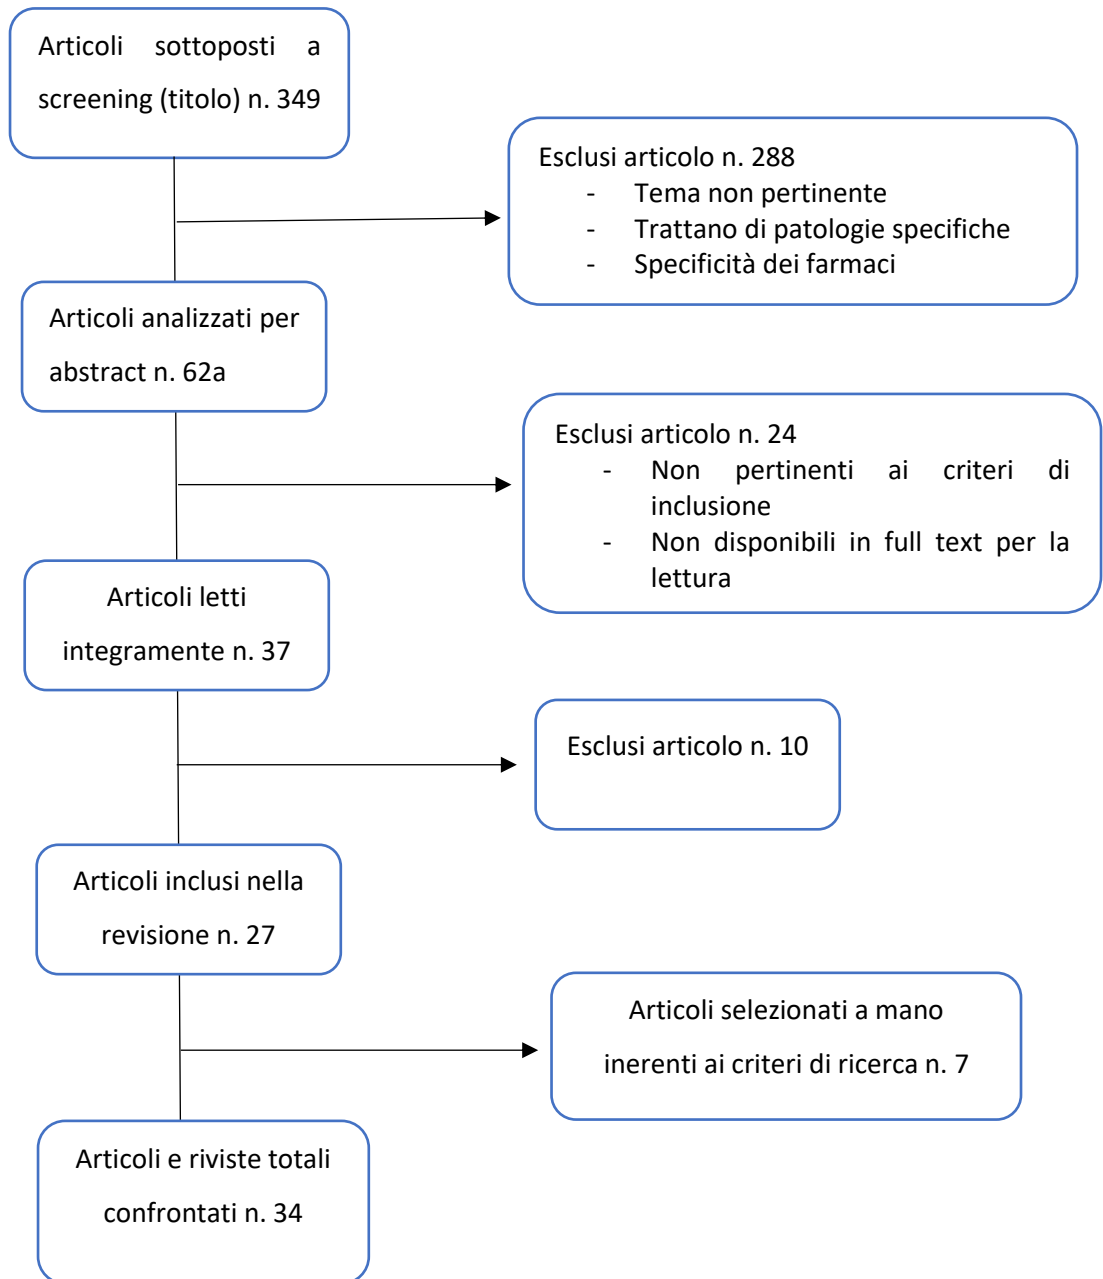 Articoli sottoposti a
screening (titolo) n. 349
Esclusi articolo n. 288
- Tema non pertinente
- Trattano di patologie specifiche
- Specificità dei farmaci
Articoli analizzati per
abstract n. 62a
Esclusi articolo n. 24
- Non pertinenti ai criteri di
inclusione
- Non disponibili in full text per la
lettura
Articoli letti
integramente n. 37
Esclusi articolo n. 10
Articoli inclusi nella
revisione n. 27
Articoli selezionati a mano
inerenti ai criteri di ricerca n. 7
Articoli e riviste totali
confrontati n. 34